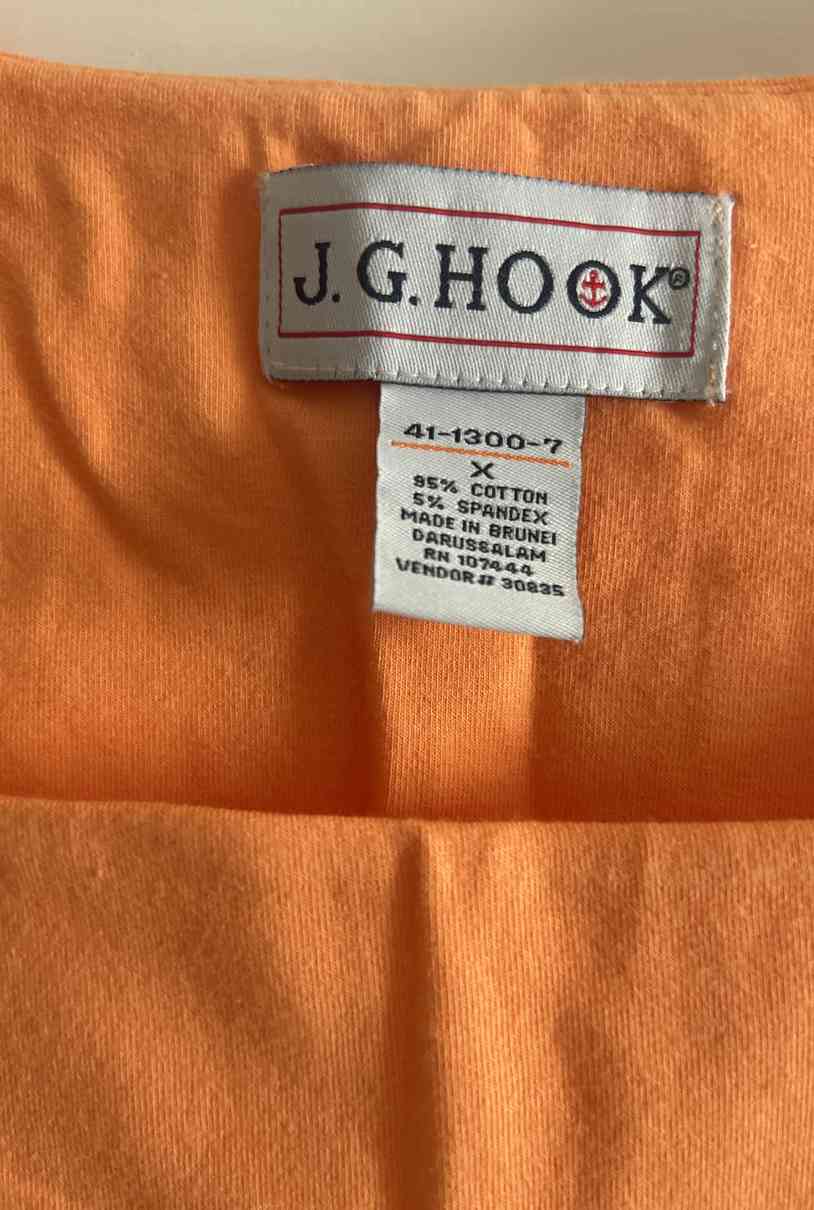 J.G.HOOK®
41-1300-7
X
95% COTTON
5% SPANDEX
MADE IN BRUNEI
DARUSSALAM
RN 107444
VENDOR# 30835